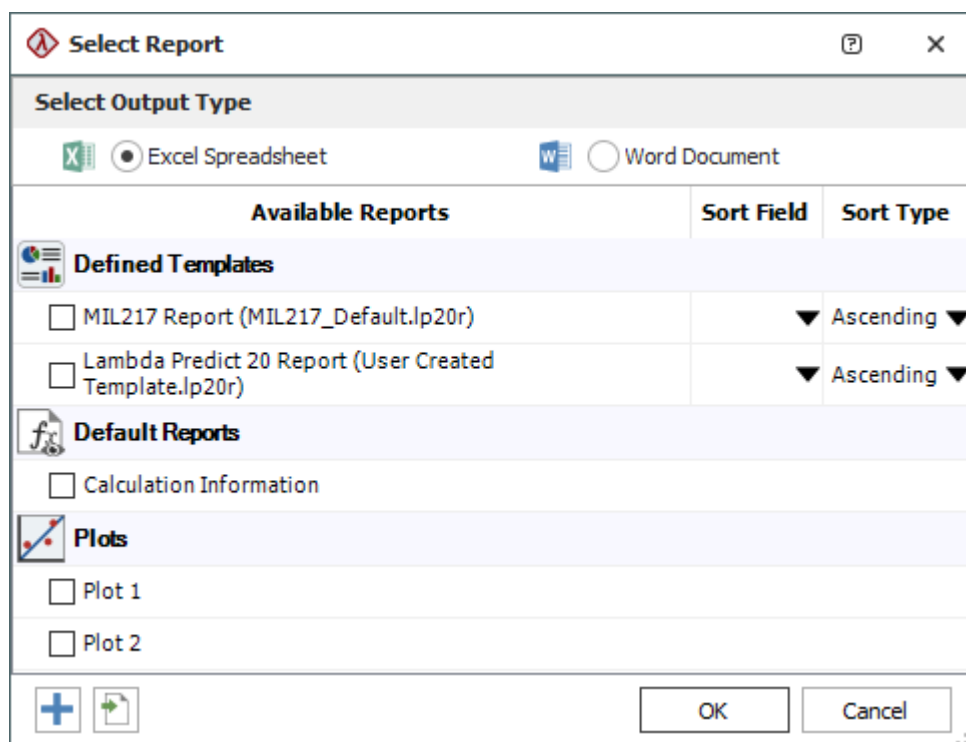 Select Report
Select Output Type
Excel Spreadsheet Word Document
Available Reports Sort Field Sort Type
Defined Templates
MIL217 Report (MIL217_Default.lp20r) Ascending
Lambda Predict 20 Report (User Created
Template.lp20r) Ascending
Default Reports
Calculation Information
Plots
Plot 1
Plot 2
OK Cancel